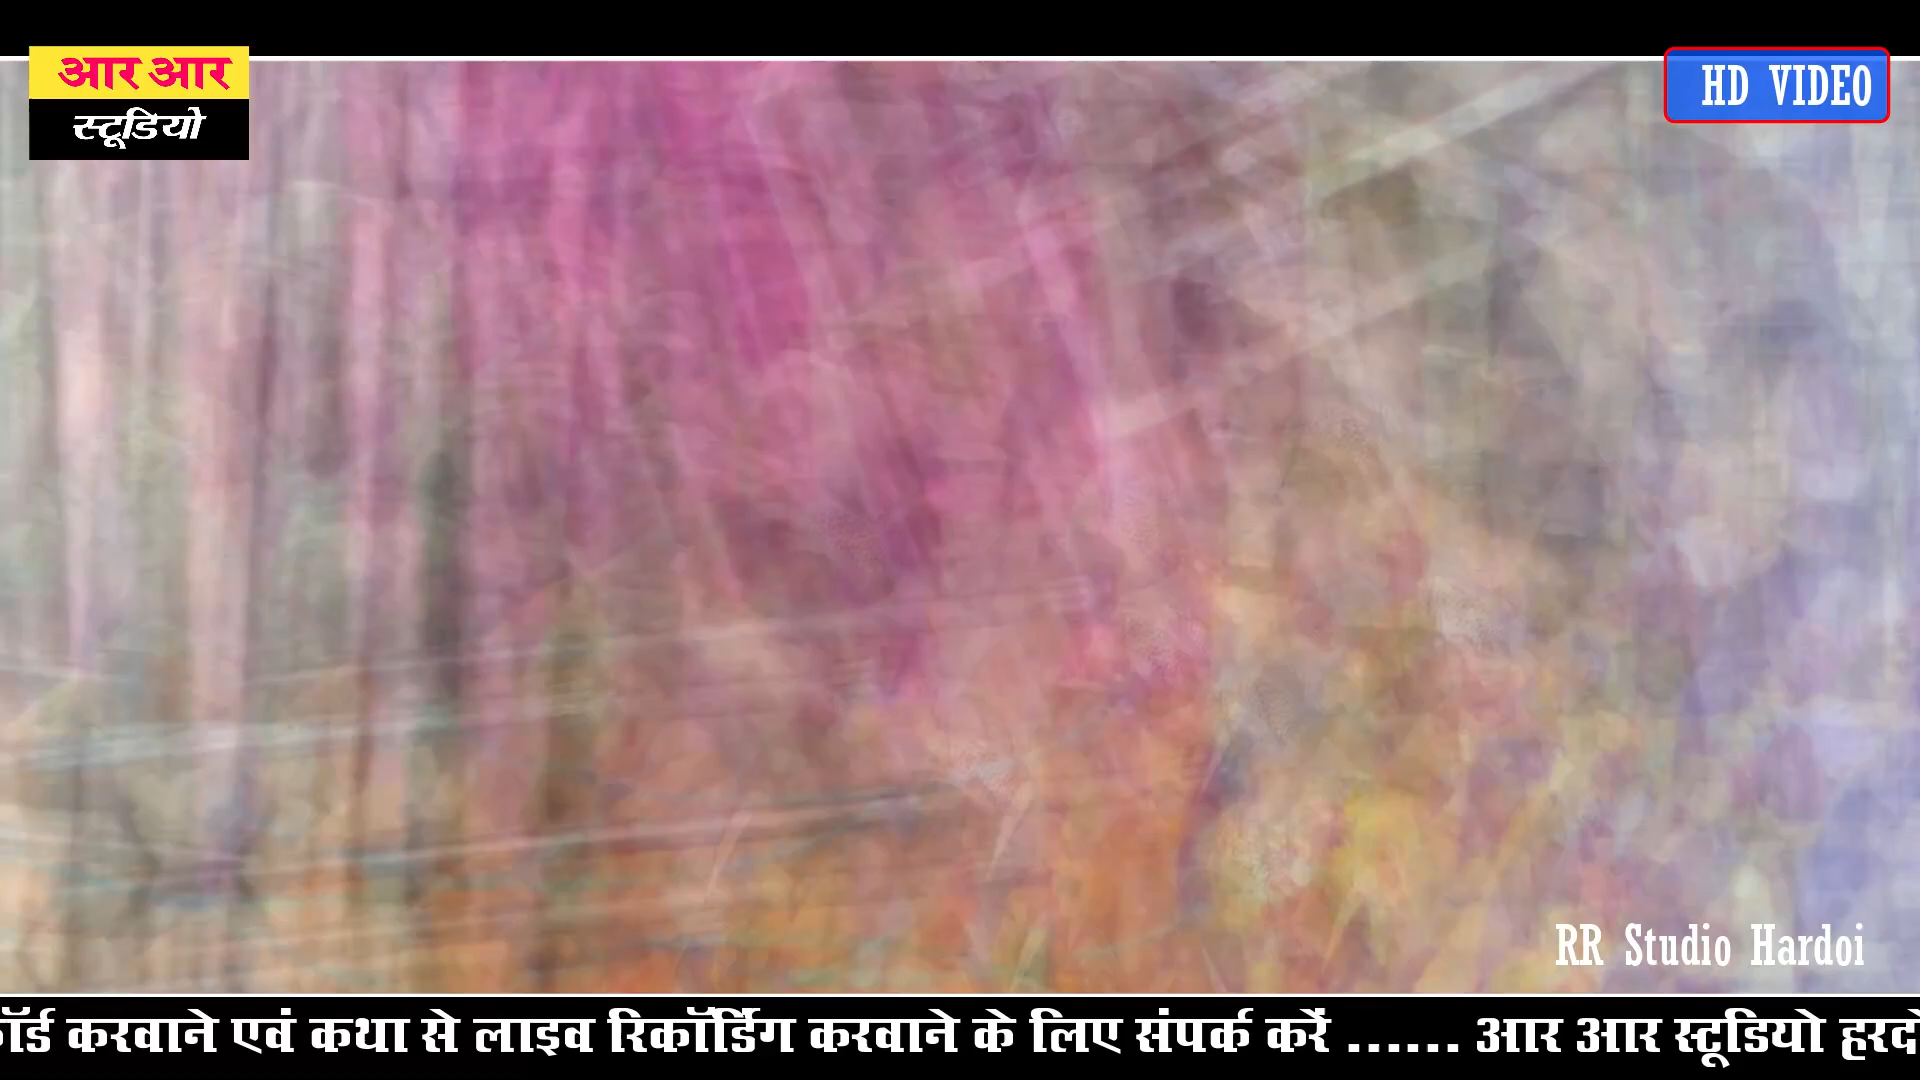 आर आर
स्टूडियो
HD VIDEO
RR Studio Hardoi
करवाने एवं कथा से लाइव रिकॉर्डिंग करवाने के लिए संपर्क करें ...... आर आर स्टूडियो